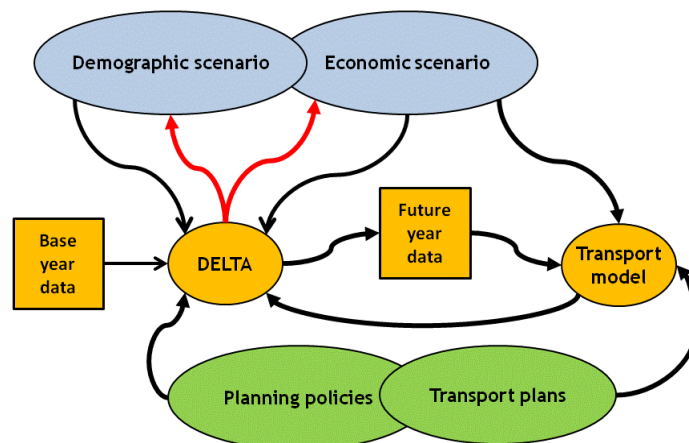 Demographic scenario
Economic scenario
Base
year
data
DELTA
Future
year
data
Transport
model
Planning policies
Transport plans